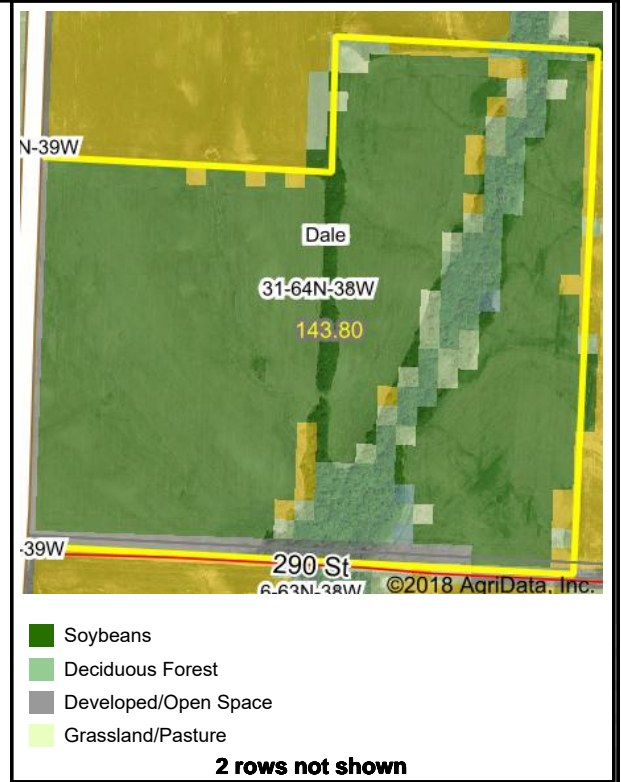 N-39W
Dale
31-64N-38W
143.80
-39W
290 St
6-63N-38W
©2018 AgriData, Inc.
Soybeans
Deciduous Forest
Developed/Open Space
Grassland/Pasture
2 rows not shown